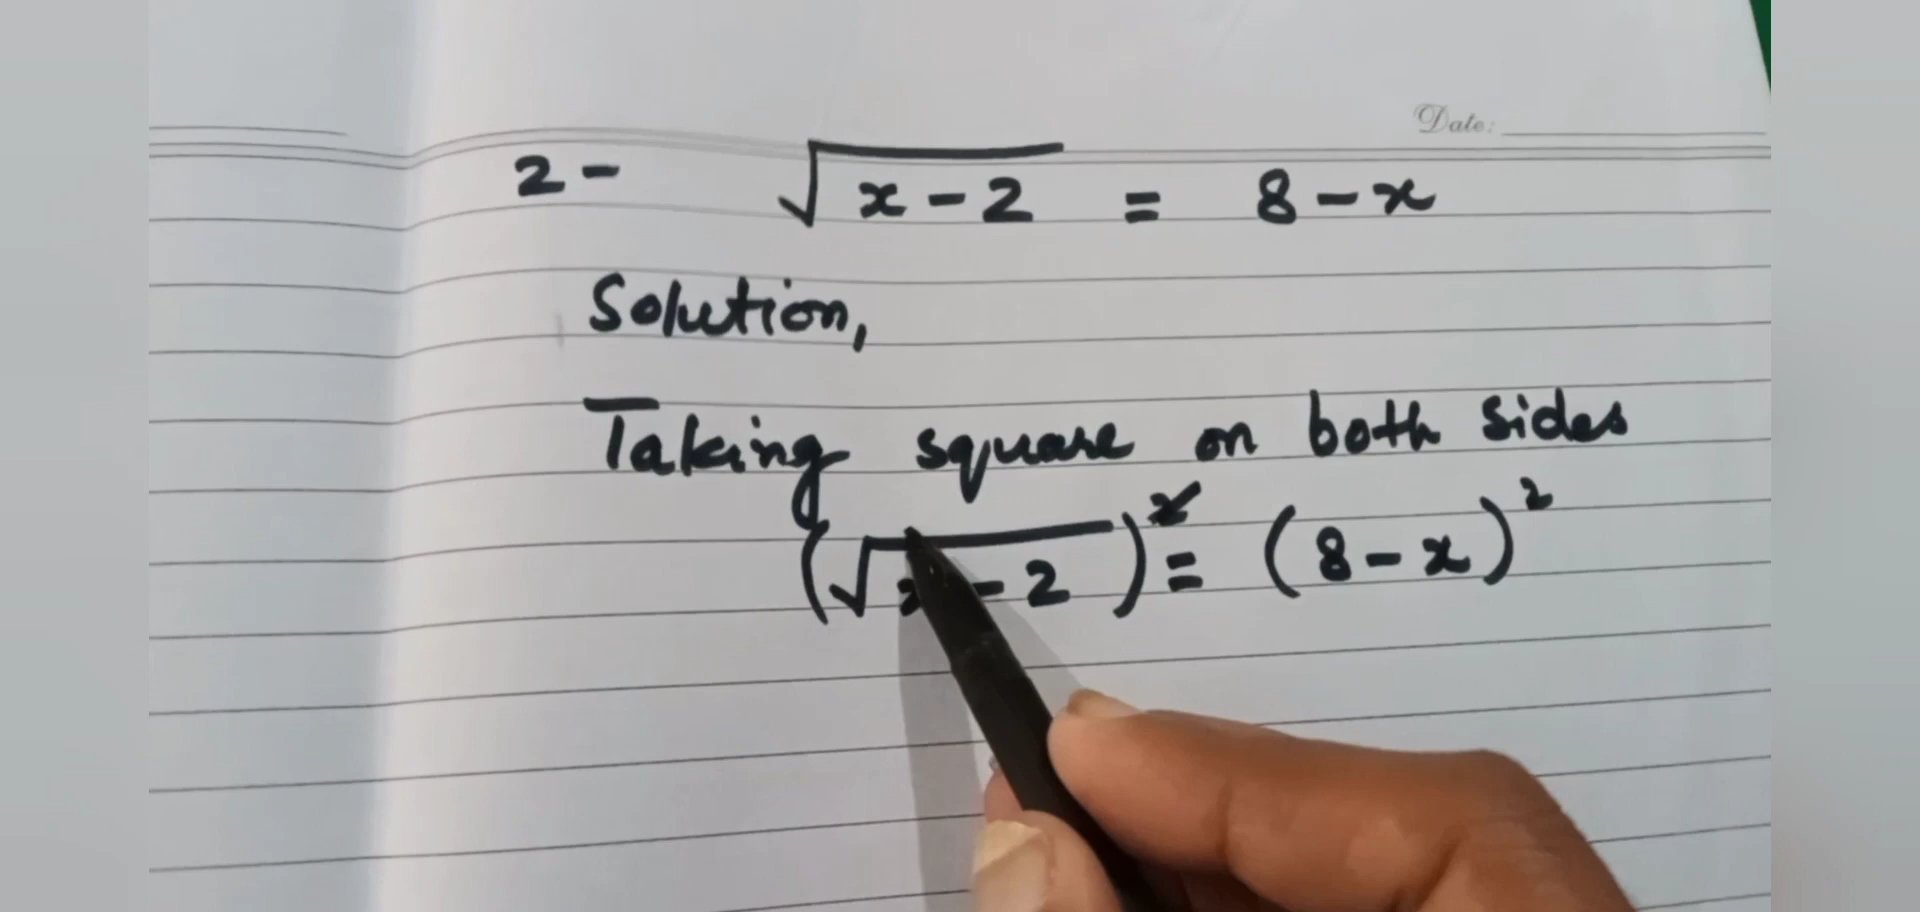 Date:
2 - √x - 2 = 8 - x
Solution,
Taking square on both sides
(√x - 2)² = (8 - x)²